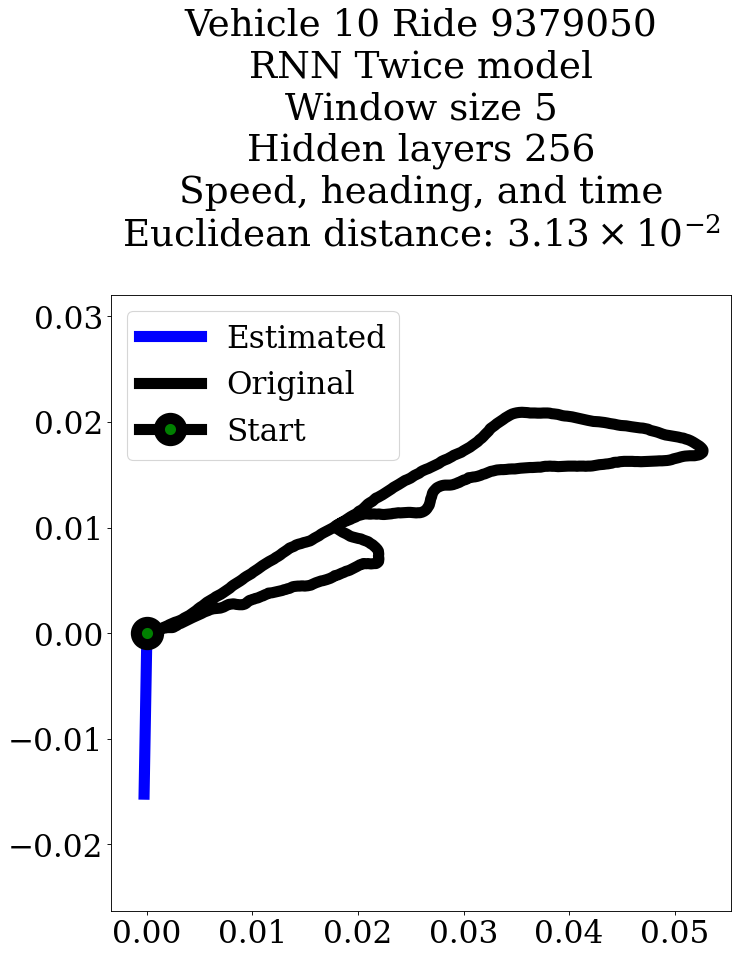 Vehicle 10 Ride 9379050
RNN Twice model
Window size 5
Hidden layers 256
Speed, heading, and time
Euclidean distance: 3.13 × 10⁻²
Estimated
Original
Start
0.03
0.02
0.01
0.00
−0.01
−0.02
0.00 0.01 0.02 0.03 0.04 0.05